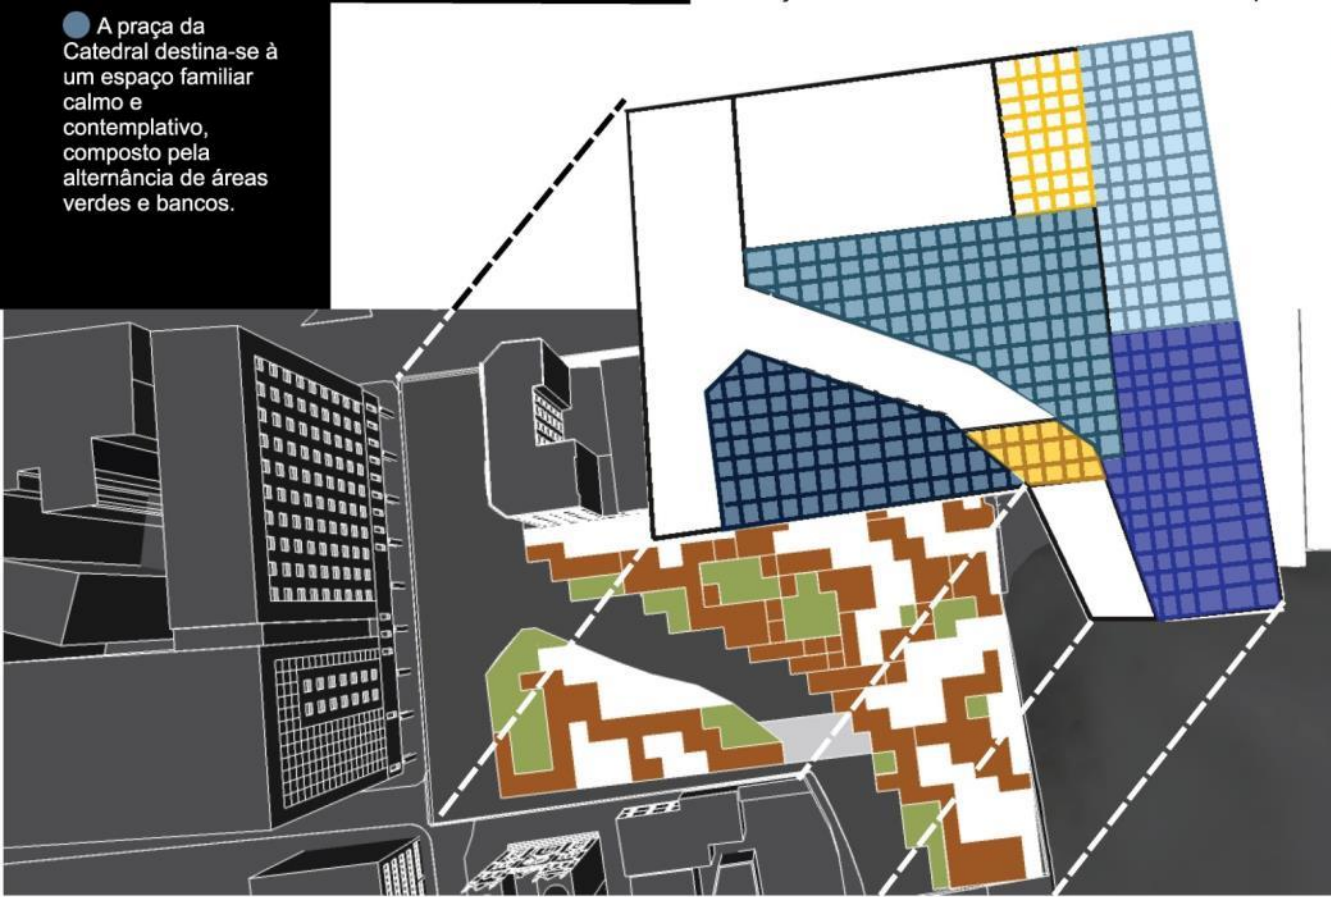 A praça da
Catedral destina-se à
um espaço familiar
calmo e
contemplativo,
composto pela
alternância de áreas
verdes e bancos.